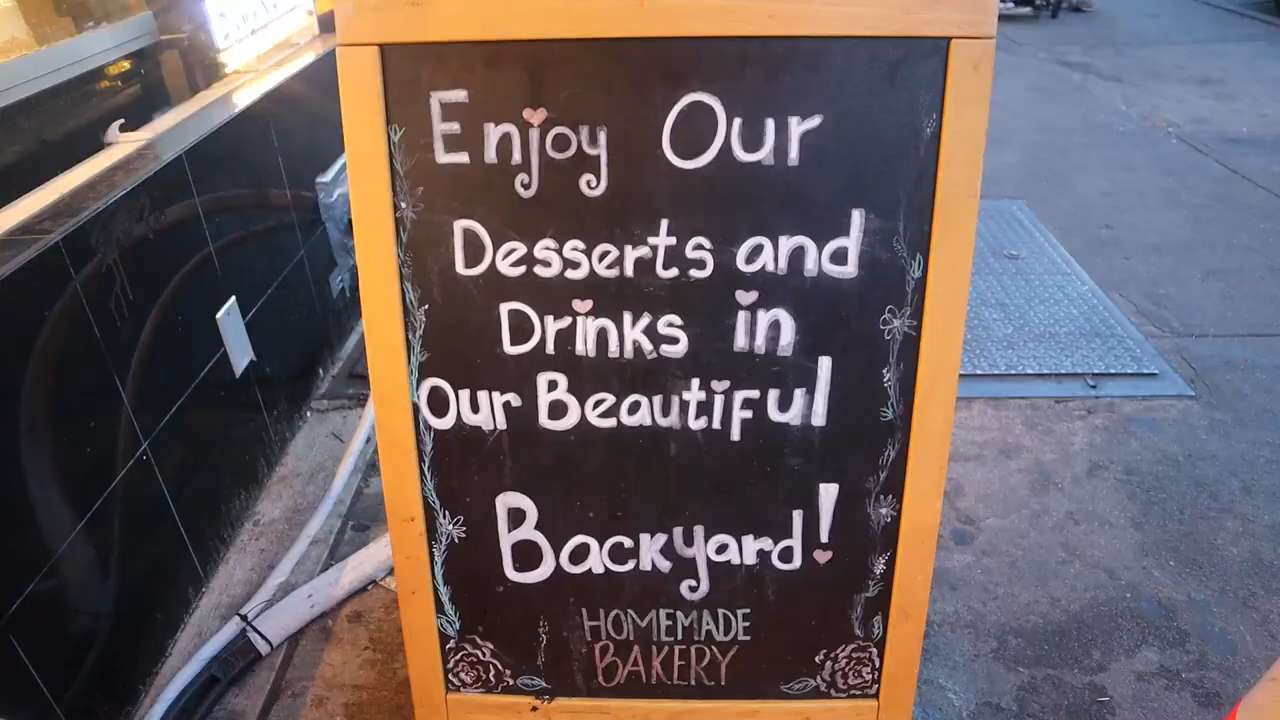 Enjoy Our
Desserts and
Drinks in
Our Beautiful
Backyard!
HOMEMADE
BAKERY